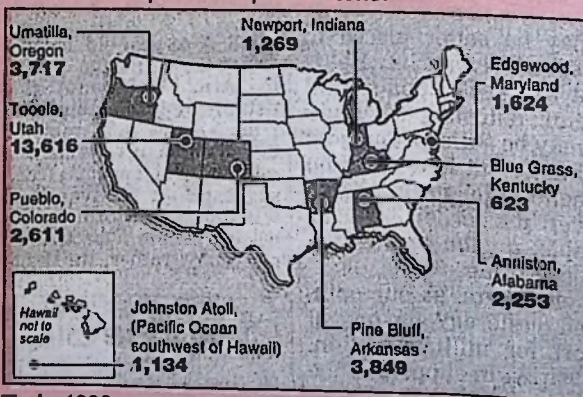 Umatilla,
Oregon
3,717
Newport, Indiana
1,269
Edgewood,
Maryland
1,624
Tooele,
Utah
13,616
Blue Grass,
Kentucky
623
Pueblo,
Colorado
2,611
Anniston,
Alabama
2,253
Hawaii
not to
scale
Johnston Atoll,
(Pacific Ocean
southwest of Hawaii)
1,134
Pine Bluff,
Arkansas
3,849